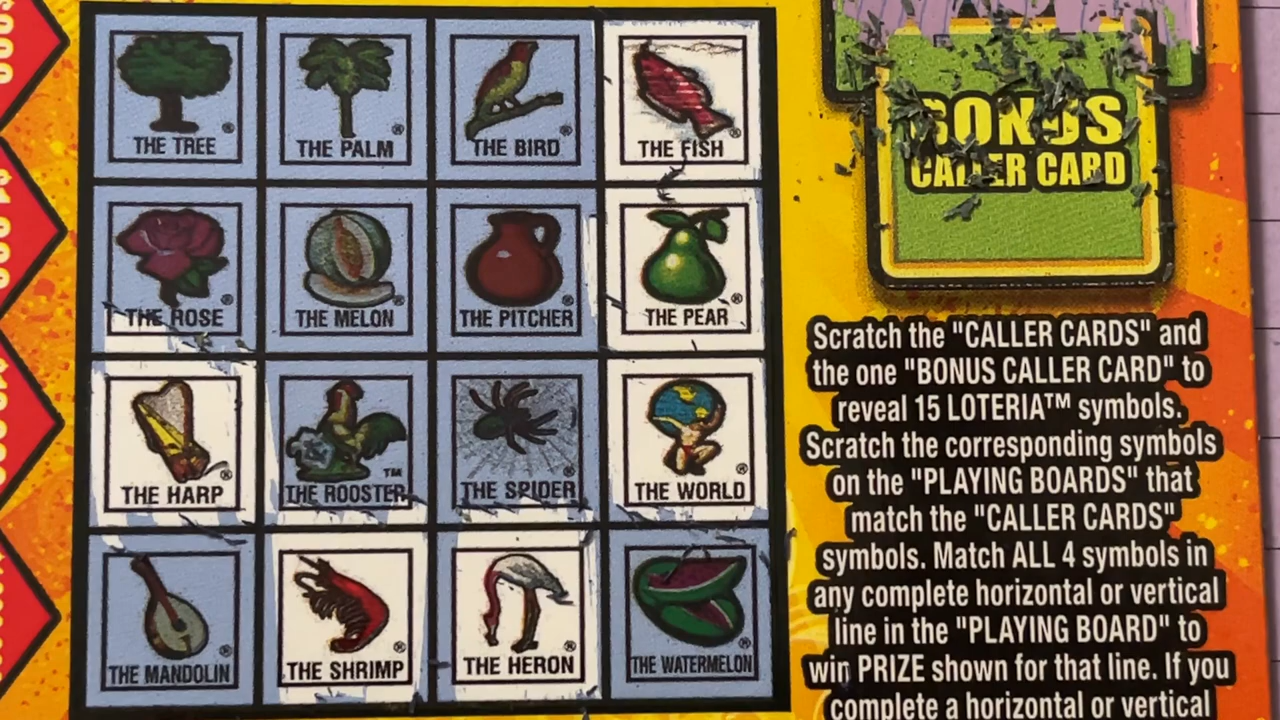 THE TREE
THE PALM
THE BIRD
THE FISH
THE ROSE
THE MELON
THE PITCHER
THE PEAR
THE HARP
THE ROOSTER™
THE SPIDER
THE WORLD
THE MANDOLIN
THE SHRIMP
THE HERON
THE WATERMELON
BONUS
CALLER CARD
Scratch the "CALLER CARDS" and
the one "BONUS CALLER CARD" to
reveal 15 LOTERIA™ symbols.
Scratch the corresponding symbols
on the "PLAYING BOARDS" that
match the "CALLER CARDS"
symbols. Match ALL 4 symbols in
any complete horizontal or vertical
line in the "PLAYING BOARD" to
win PRIZE shown for that line. If you
complete a horizontal or vertical